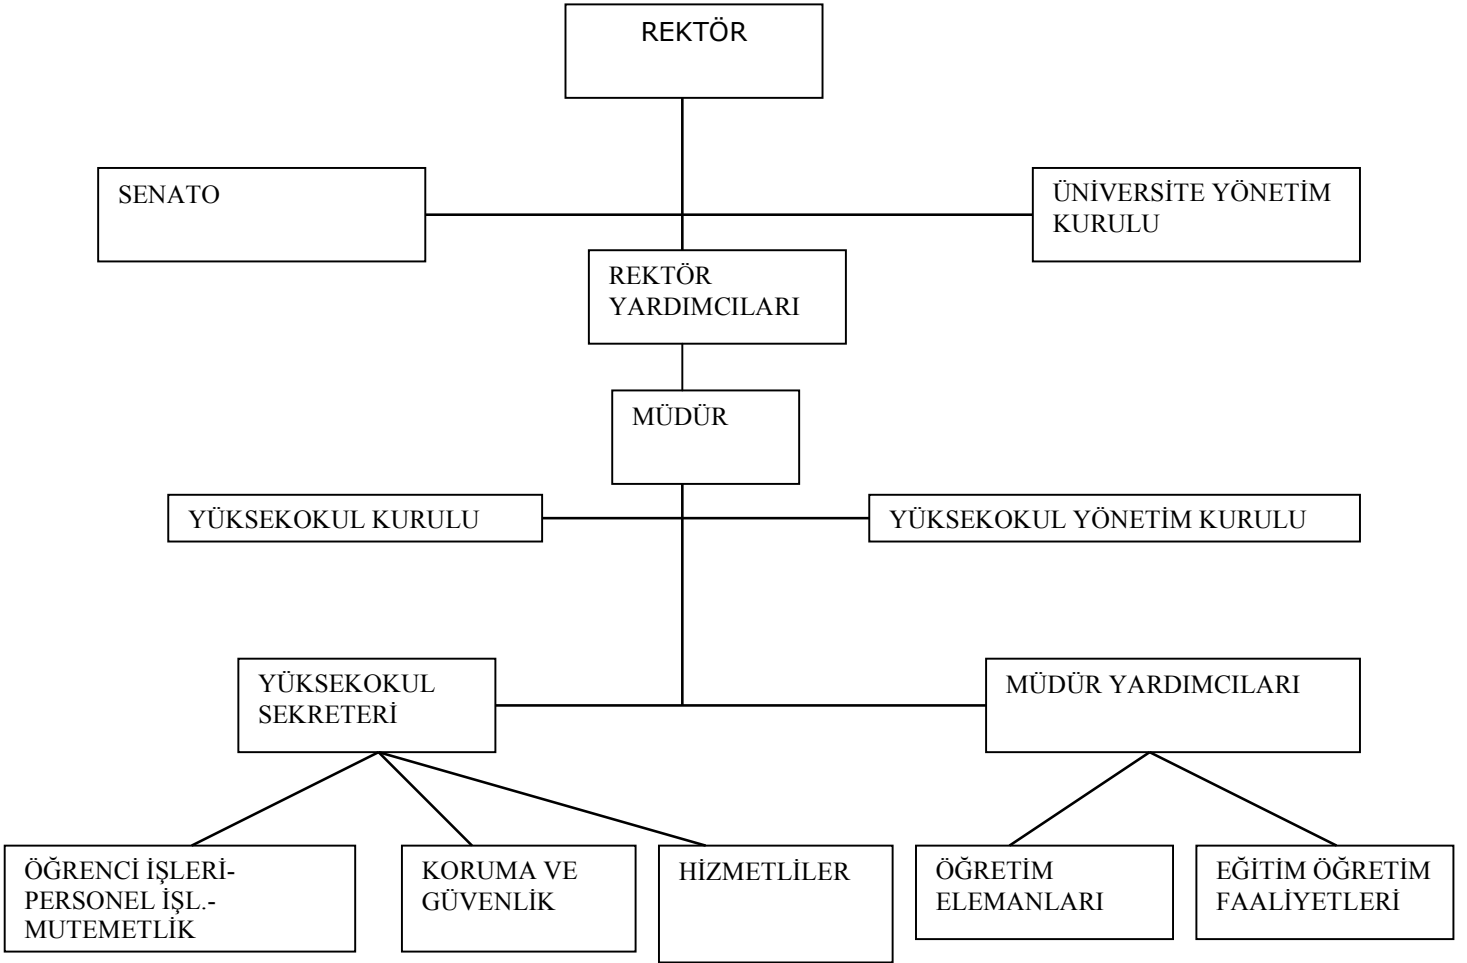 REKTÖR
SENATO
ÜNİVERSİTE YÖNETİM
KURULU
REKTÖR
YARDIMCILARI
MÜDÜR
YÜKSEKOKUL KURULU
YÜKSEKOKUL YÖNETİM KURULU
YÜKSEKOKUL
SEKRETERİ
MÜDÜR YARDIMCILARI
ÖĞRENCİ İŞLERİ-
PERSONEL İŞL.-
MUTEMETLİK
KORUMA VE
GÜVENLİK
HİZMETLİLER
ÖĞRETİM
ELEMANLARI
EĞİTİM ÖĞRETİM
FAALİYETLERİ